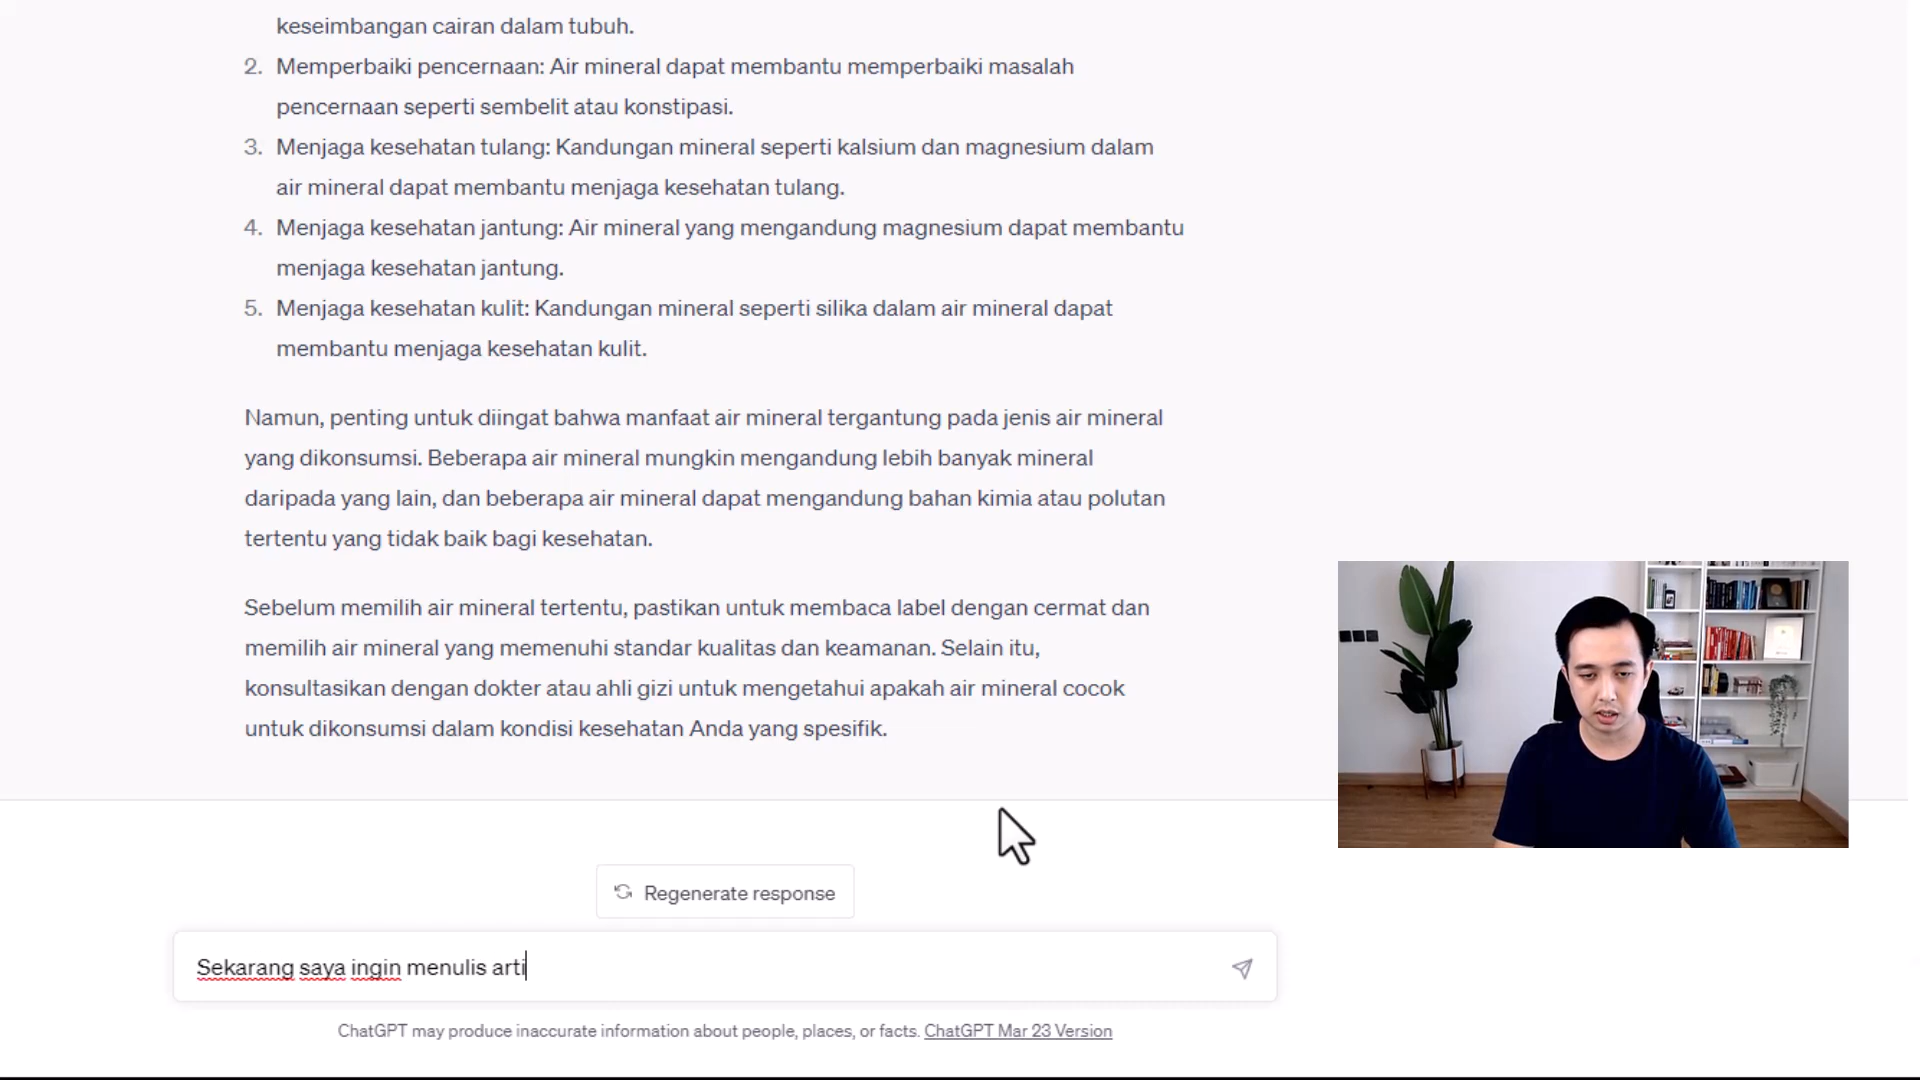 keseimbangan cairan dalam tubuh.
2. Memperbaiki pencernaan: Air mineral dapat membantu memperbaiki masalah
pencernaan seperti sembelit atau konstipasi.
3. Menjaga kesehatan tulang: Kandungan mineral seperti kalsium dan magnesium dalam
air mineral dapat membantu menjaga kesehatan tulang.
4. Menjaga kesehatan jantung: Air mineral yang mengandung magnesium dapat membantu
menjaga kesehatan jantung.
5. Menjaga kesehatan kulit: Kandungan mineral seperti silika dalam air mineral dapat
membantu menjaga kesehatan kulit.
Namun, penting untuk diingat bahwa manfaat air mineral tergantung pada jenis air mineral
yang dikonsumsi. Beberapa air mineral mungkin mengandung lebih banyak mineral
daripada yang lain, dan beberapa air mineral dapat mengandung bahan kimia atau polutan
tertentu yang tidak baik bagi kesehatan.
Sebelum memilih air mineral tertentu, pastikan untuk membaca label dengan cermat dan
memilih air mineral yang memenuhi standar kualitas dan keamanan. Selain itu,
konsultasikan dengan dokter atau ahli gizi untuk mengetahui apakah air mineral cocok
untuk dikonsumsi dalam kondisi kesehatan Anda yang spesifik.
Regenerate response
Sekarang saya ingin menulis arti
ChatGPT may produce inaccurate information about people, places, or facts. ChatGPT Mar 23 Version